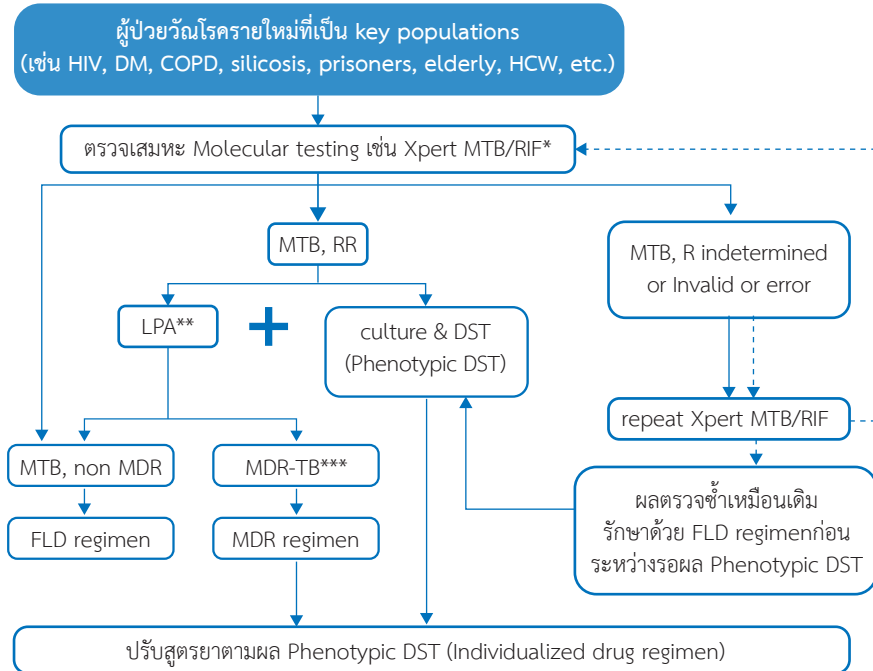 ผู้ป่วยวัณโรครายใหม่ที่เป็น key populations
(เช่น HIV, DM, COPD, silicosis, prisoners, elderly, HCW, etc.)
ตรวจเสมหะ Molecular testing เช่น Xpert MTB/RIF*
MTB, RR
MTB, R indetermined
or Invalid or error
LPA**
+
culture & DST
(Phenotypic DST)
repeat Xpert MTB/RIF
MTB, non MDR
MDR-TB***
ผลตรวจซ้ำเหมือนเดิม
รักษาด้วย FLD regimenก่อน
ระหว่างรอผล Phenotypic DST
FLD regimen
MDR regimen
ปรับสูตรยาตามผล Phenotypic DST (Individualized drug regimen)